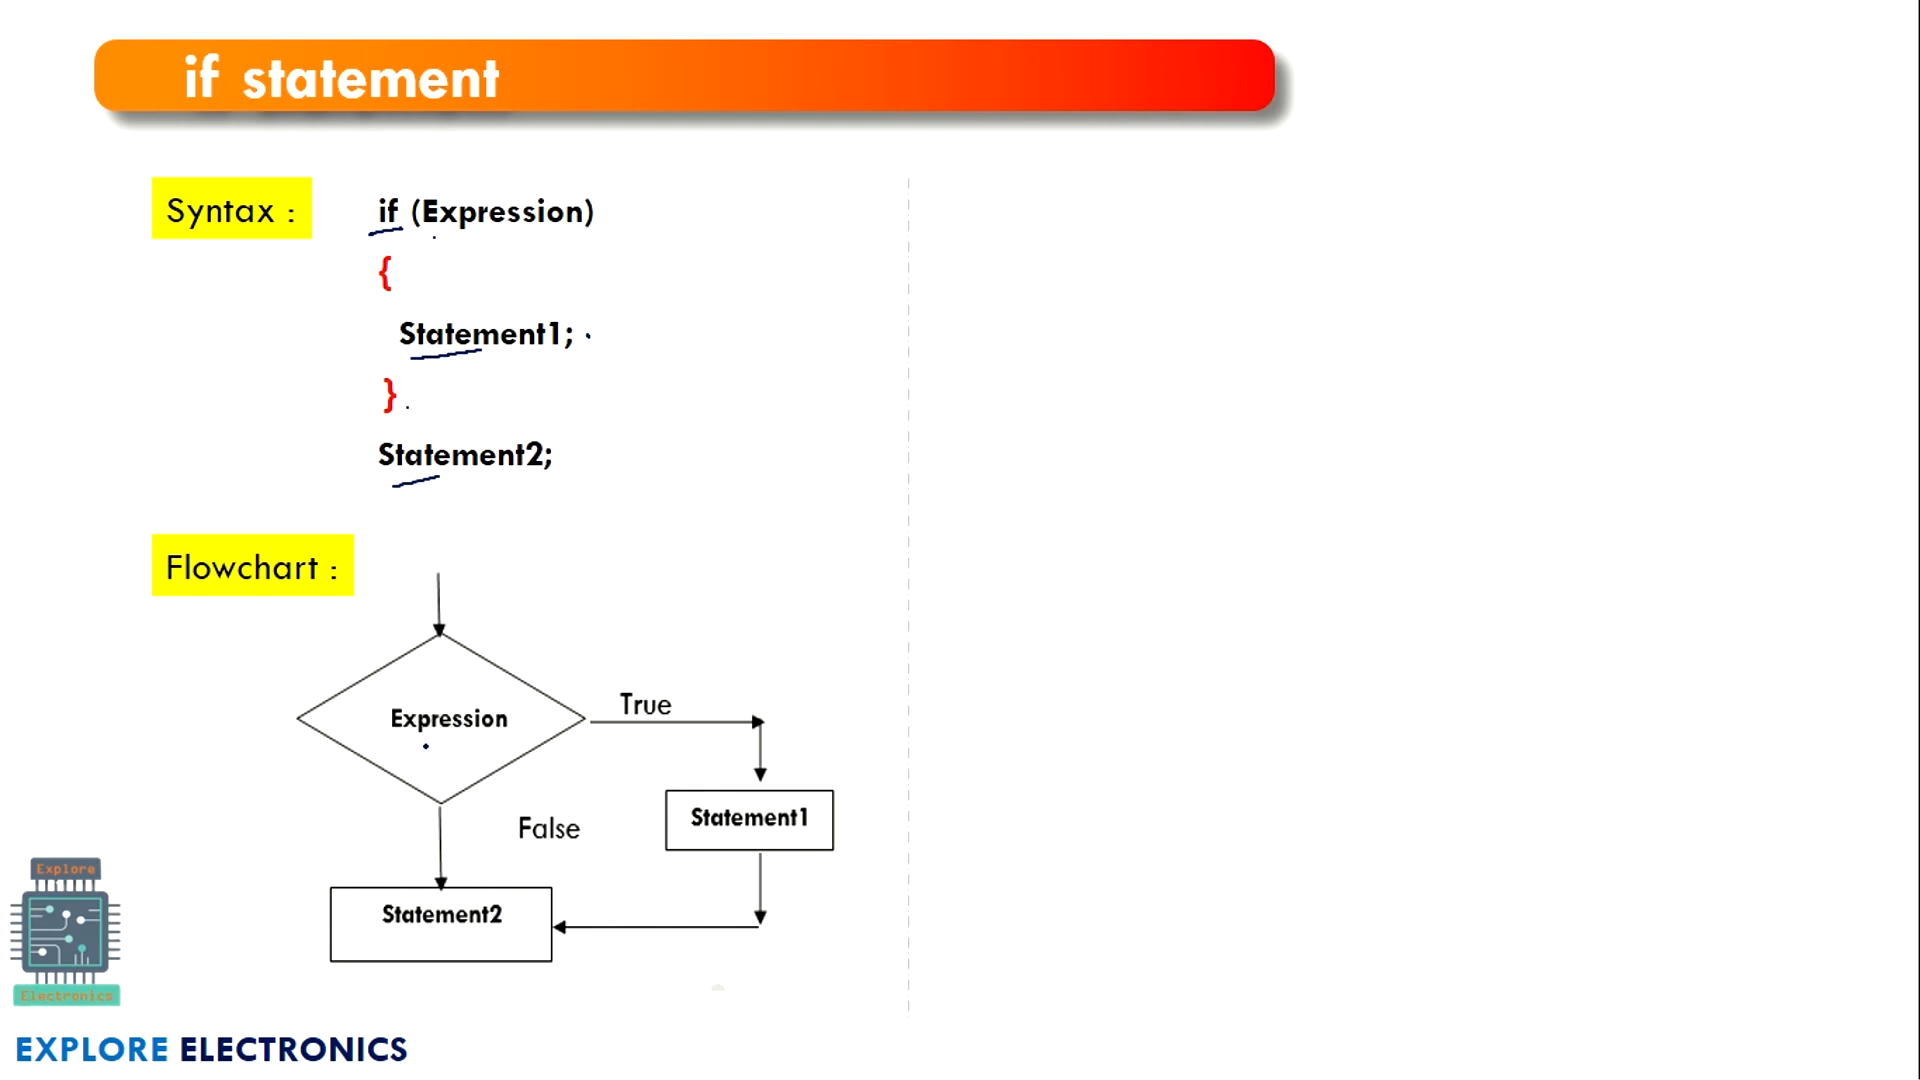 if statement
Syntax :
if (Expression)
{
Statement1;
}
Statement2;
Flowchart :
Expression
True
False
Statement1
Statement2
Explore
Electronics
EXPLORE ELECTRONICS